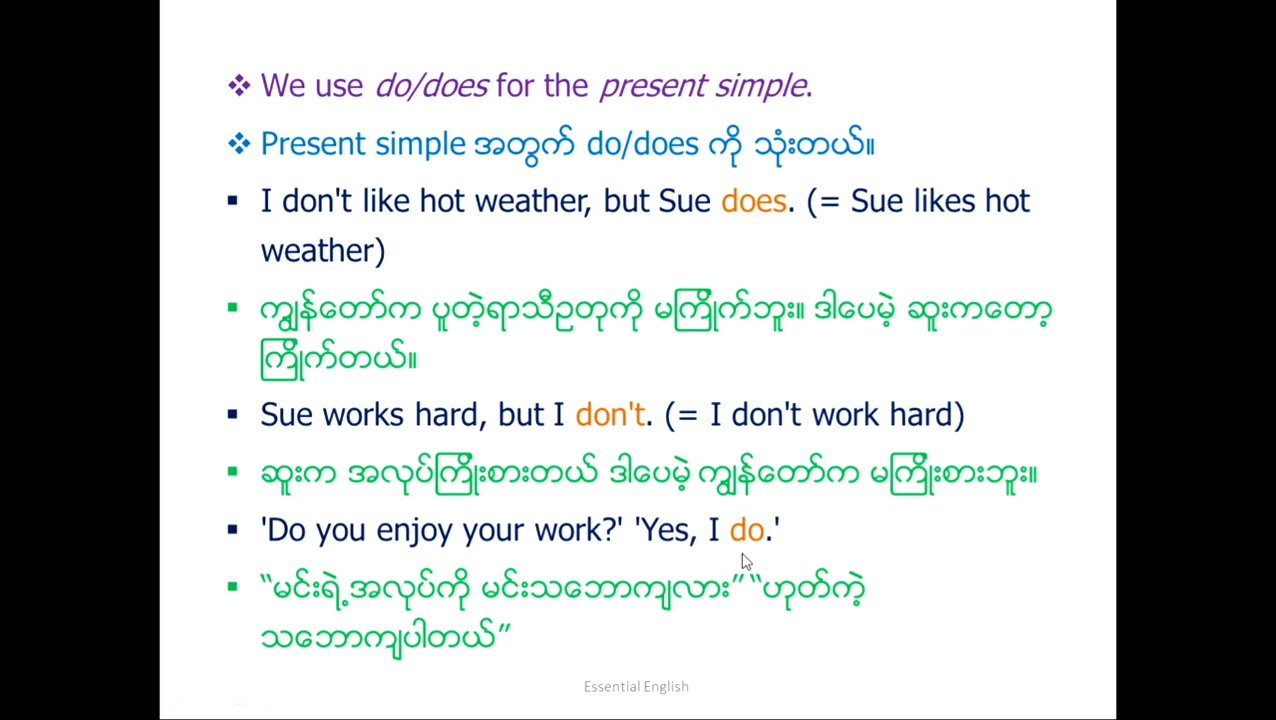 ❖ We use do/does for the present simple.
❖ Present simple အတွက် do/does ကို သုံးတယ်။
▪ I don't like hot weather, but Sue does. (= Sue likes hot
weather)
▪ ကျွန်တော်က ပူတဲ့ရာသီဥတုကို မကြိုက်ဘူး။ ဒါပေမဲ့ ဆူးကတော့
ကြိုက်တယ်။
▪ Sue works hard, but I don't. (= I don't work hard)
▪ ဆူးက အလုပ်ကြိုးစားတယ် ဒါပေမဲ့ ကျွန်တော်က မကြိုးစားဘူး။
▪ 'Do you enjoy your work?' 'Yes, I do.'
▪ “မင်းရဲ့အလုပ်ကို မင်းသဘောကျလား” “ဟုတ်ကဲ့
သဘောကျပါတယ်”
Essential English